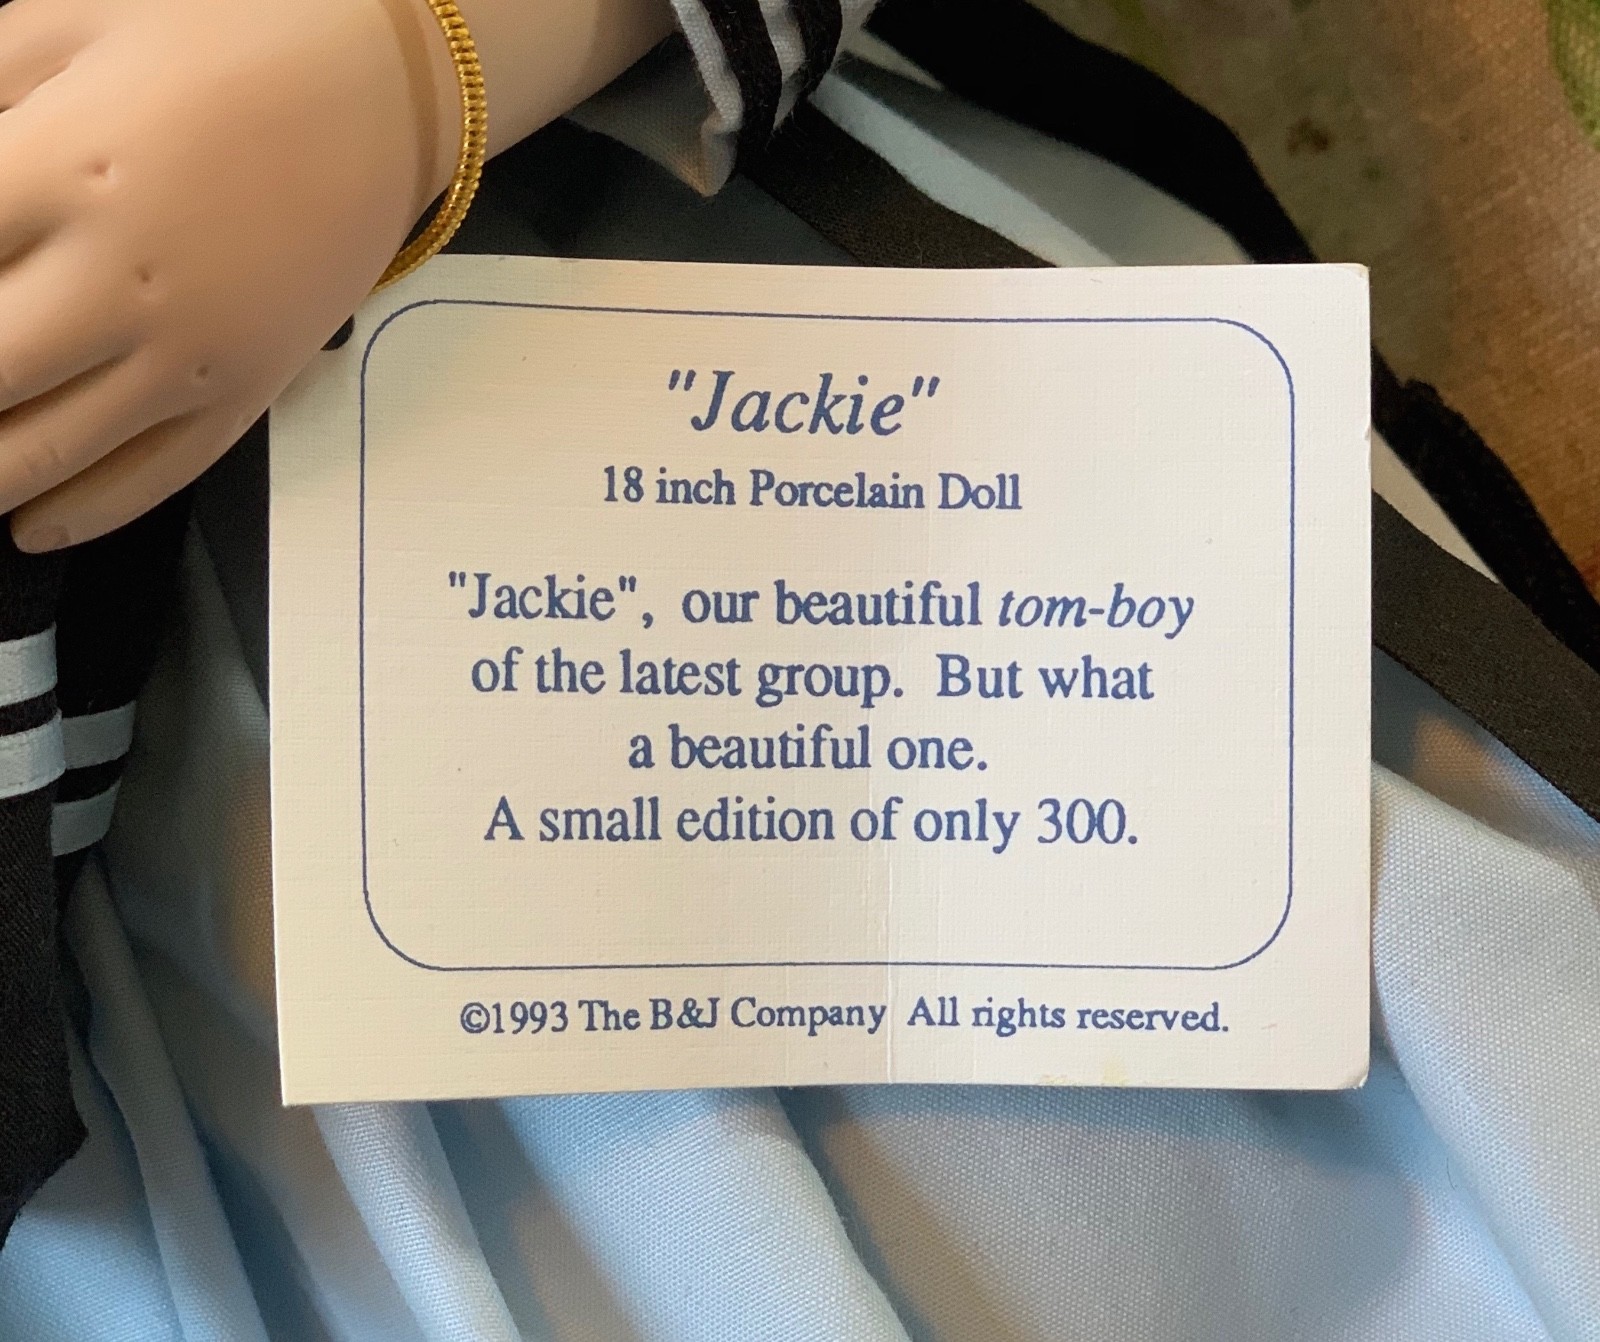 "Jackie"
18 inch Porcelain Doll
"Jackie", our beautiful tom-boy
of the latest group. But what
a beautiful one.
A small edition of only 300.
©1993 The B&J Company All rights reserved.